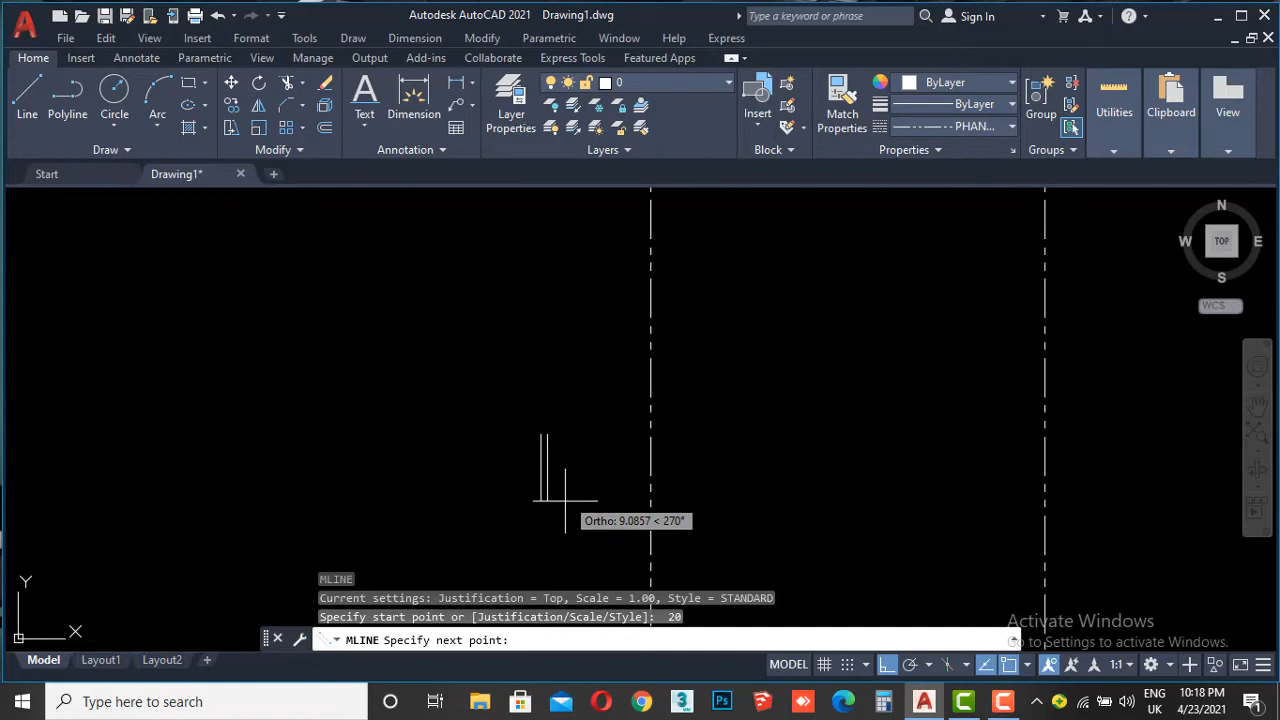 Autodesk AutoCAD 2021 Drawing1.dwg
Type a keyword or phrase
Sign In
File Edit View Insert Format Tools Draw Dimension Modify Parametric Window Help Express
Home Insert Annotate Parametric View Manage Output Add-ins Collaborate Express Tools Featured Apps
Line Polyline Circle Arc
Text Dimension
Layer Properties
0
Insert
Match Properties
ByLayer
ByLayer
PHAN...
Group
Utilities Clipboard View
Draw Modify Annotation Layers Block Properties Groups
Start Drawing1*
N
W TOP E
S
WCS
Ortho: 9.0857 < 270°
Y
X
MLINE
Current settings: Justification = Top, Scale = 1.00, Style = STANDARD
Specify start point or [Justification/Scale/STyle]: 20
MLINE Specify next point:
Activate Windows
Go to Settings to activate Windows.
Model Layout1 Layout2
MODEL
1:1
Type here to search
3
Ps
ENG
UK
10:18 PM
4/23/2021
1